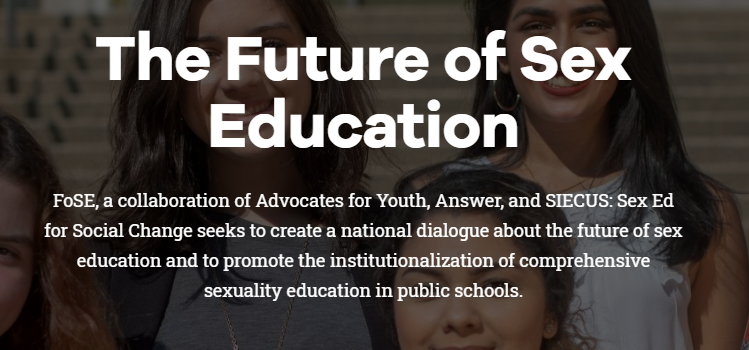 The Future of Sex
Education
FoSE, a collaboration of Advocates for Youth, Answer, and SIECUS: Sex Ed
for Social Change seeks to create a national dialogue about the future of sex
education and to promote the institutionalization of comprehensive
sexuality education in public schools.